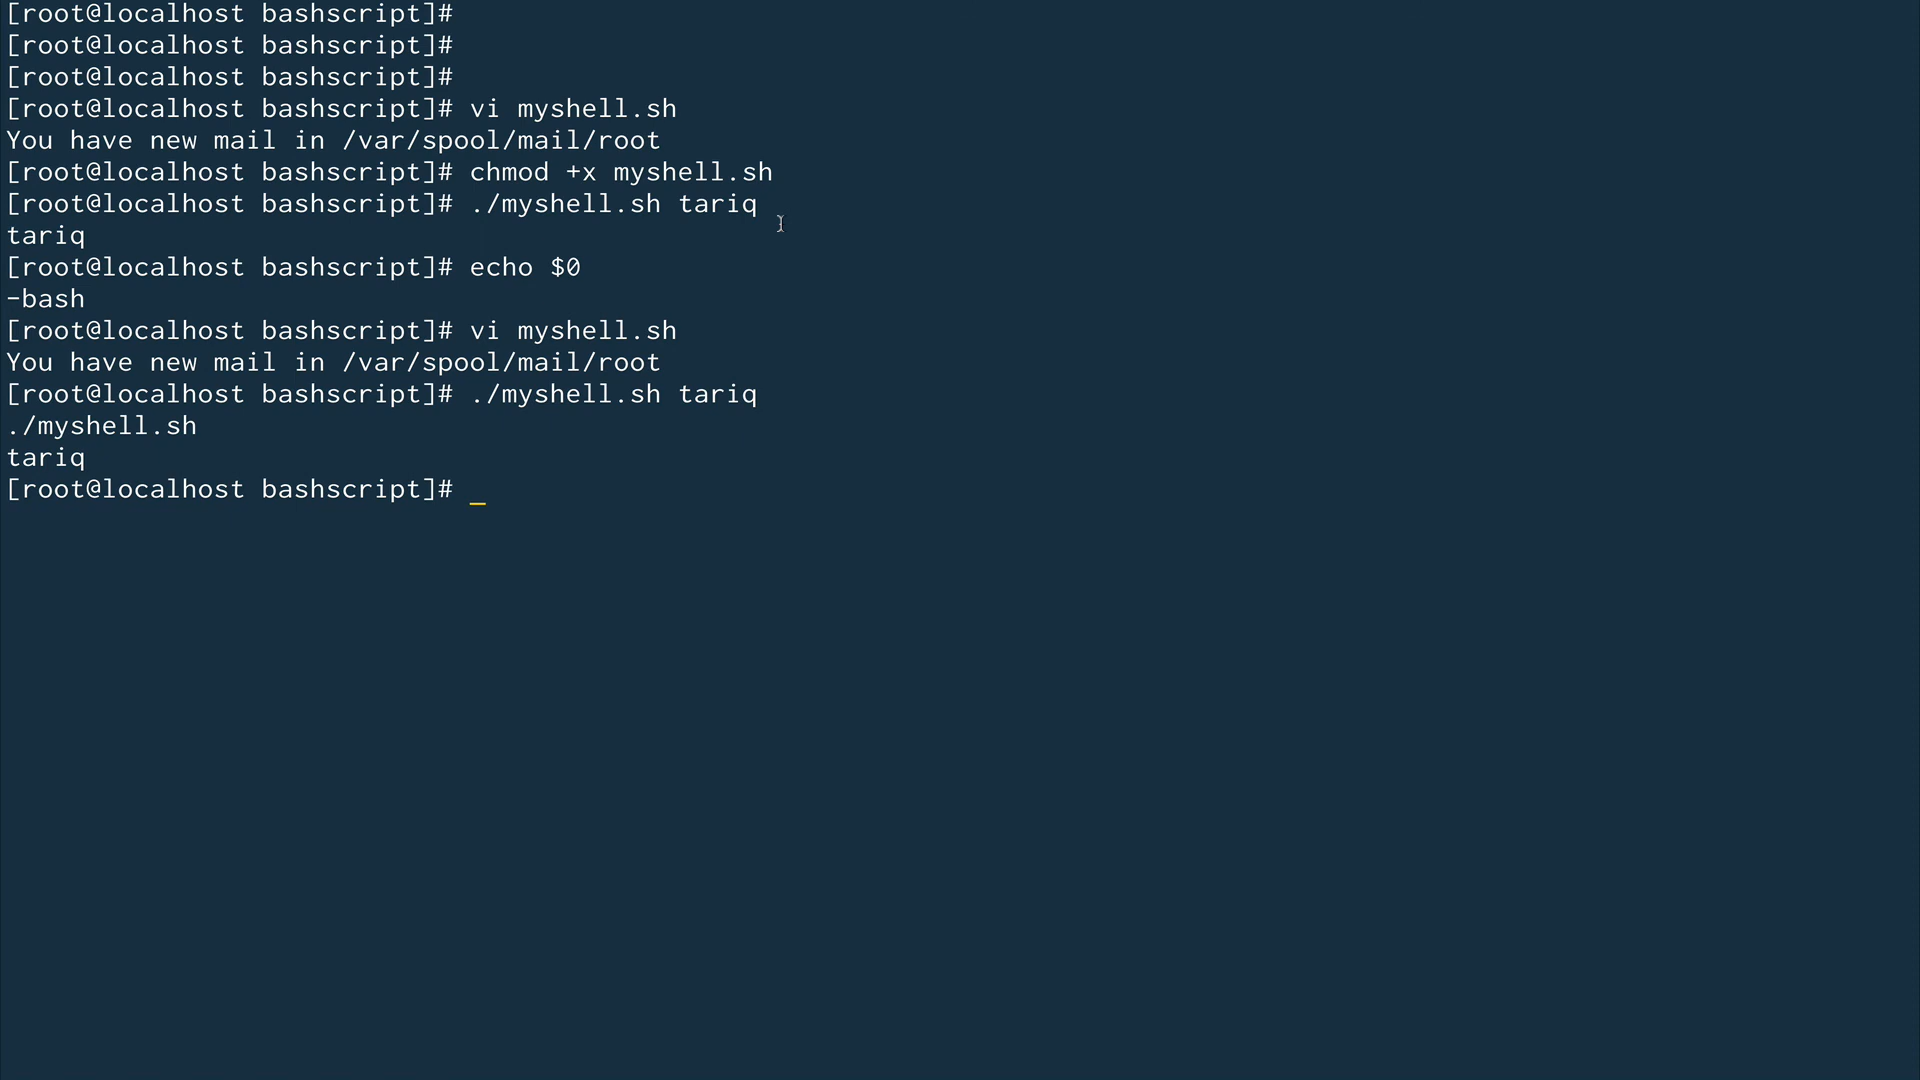 [root@localhost bashscript]#
[root@localhost bashscript]#
[root@localhost bashscript]#
[root@localhost bashscript]# vi myshell.sh
You have new mail in /var/spool/mail/root
[root@localhost bashscript]# chmod +x myshell.sh
[root@localhost bashscript]# ./myshell.sh tariq
tariq
[root@localhost bashscript]# echo $0
-bash
[root@localhost bashscript]# vi myshell.sh
You have new mail in /var/spool/mail/root
[root@localhost bashscript]# ./myshell.sh tariq
./myshell.sh
tariq
[root@localhost bashscript]# _